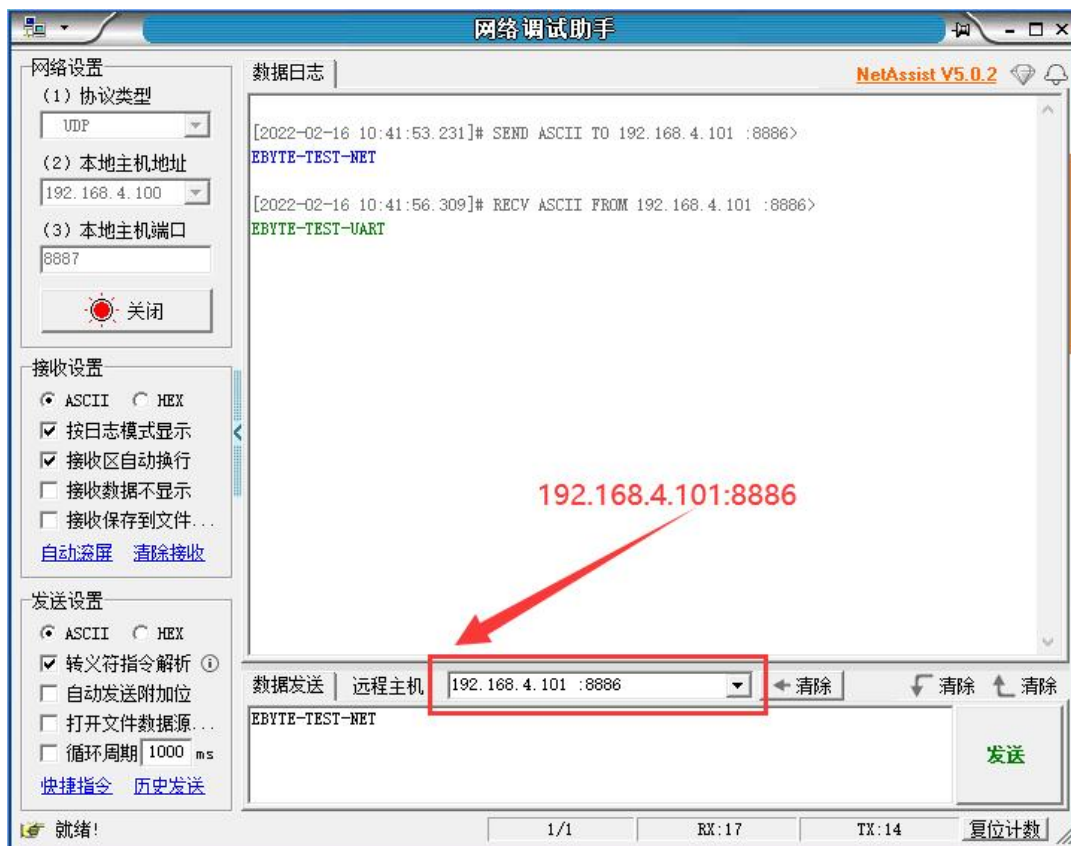 网络调试助手
网络设置
(1) 协议类型
UDP
(2) 本地主机地址
192.168.4.100
(3) 本地主机端口
8887
关闭
接收设置
ASCII HEX
按日志模式显示
接收区自动换行
接收数据不显示
接收保存到文件...
自动滚屏 清除接收
发送设置
ASCII HEX
转义符指令解析
自动发送附加位
打开文件数据源...
循环周期 1000 ms
快捷指令 历史发送
数据日志
NetAssist V5.0.2
[2022-02-16 10:41:53.231]# SEND ASCII TO 192.168.4.101 :8886>
EBYTE-TEST-NET
[2022-02-16 10:41:56.309]# RECV ASCII FROM 192.168.4.101 :8886>
EBYTE-TEST-UART
192.168.4.101:8886
数据发送 远程主机 192.168.4.101 :8886 清除 清除 清除
EBYTE-TEST-NET
发送
就绪! 1/1 RX:17 TX:14 复位计数